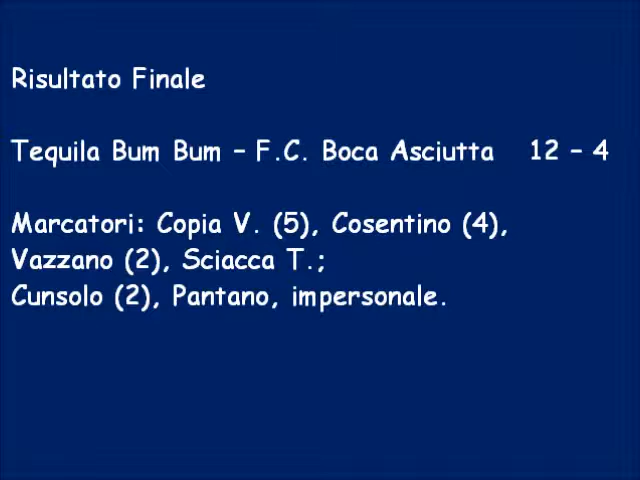 Risultato Finale
Tequila Bum Bum – F.C. Boca Asciutta 12 – 4
Marcatori: Copia V. (5), Cosentino (4),
Vazzano (2), Sciacca T.;
Cunsolo (2), Pantano, impersonale.